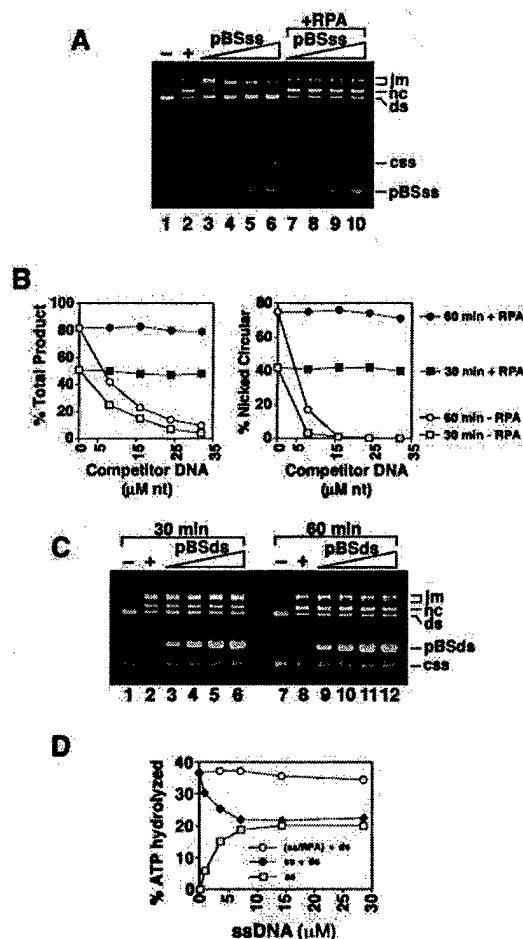 A
+RPA
pBSss pBSss
− +
jm
nc
ds
css
pBSss
1 2 3 4 5 6 7 8 9 10
B
% Total Product
100
80
60
40
20
0
0 5 15 25 35
Competitor DNA
(µM nt)
% Nicked Circular
80
60
40
20
0
0 5 15 25 35
Competitor DNA
(µM nt)
60 min + RPA
30 min + RPA
60 min - RPA
30 min - RPA
C
30 min 60 min
− + pBSds − + pBSds
jm
nc
ds
pBSds
css
1 2 3 4 5 6 7 8 9 10 11 12
D
% ATP hydrolyzed
40
30
20
10
0
(ss/RPA) + ds
ss + ds
ss
0 5 10 15 20 25 30
ssDNA (µM)